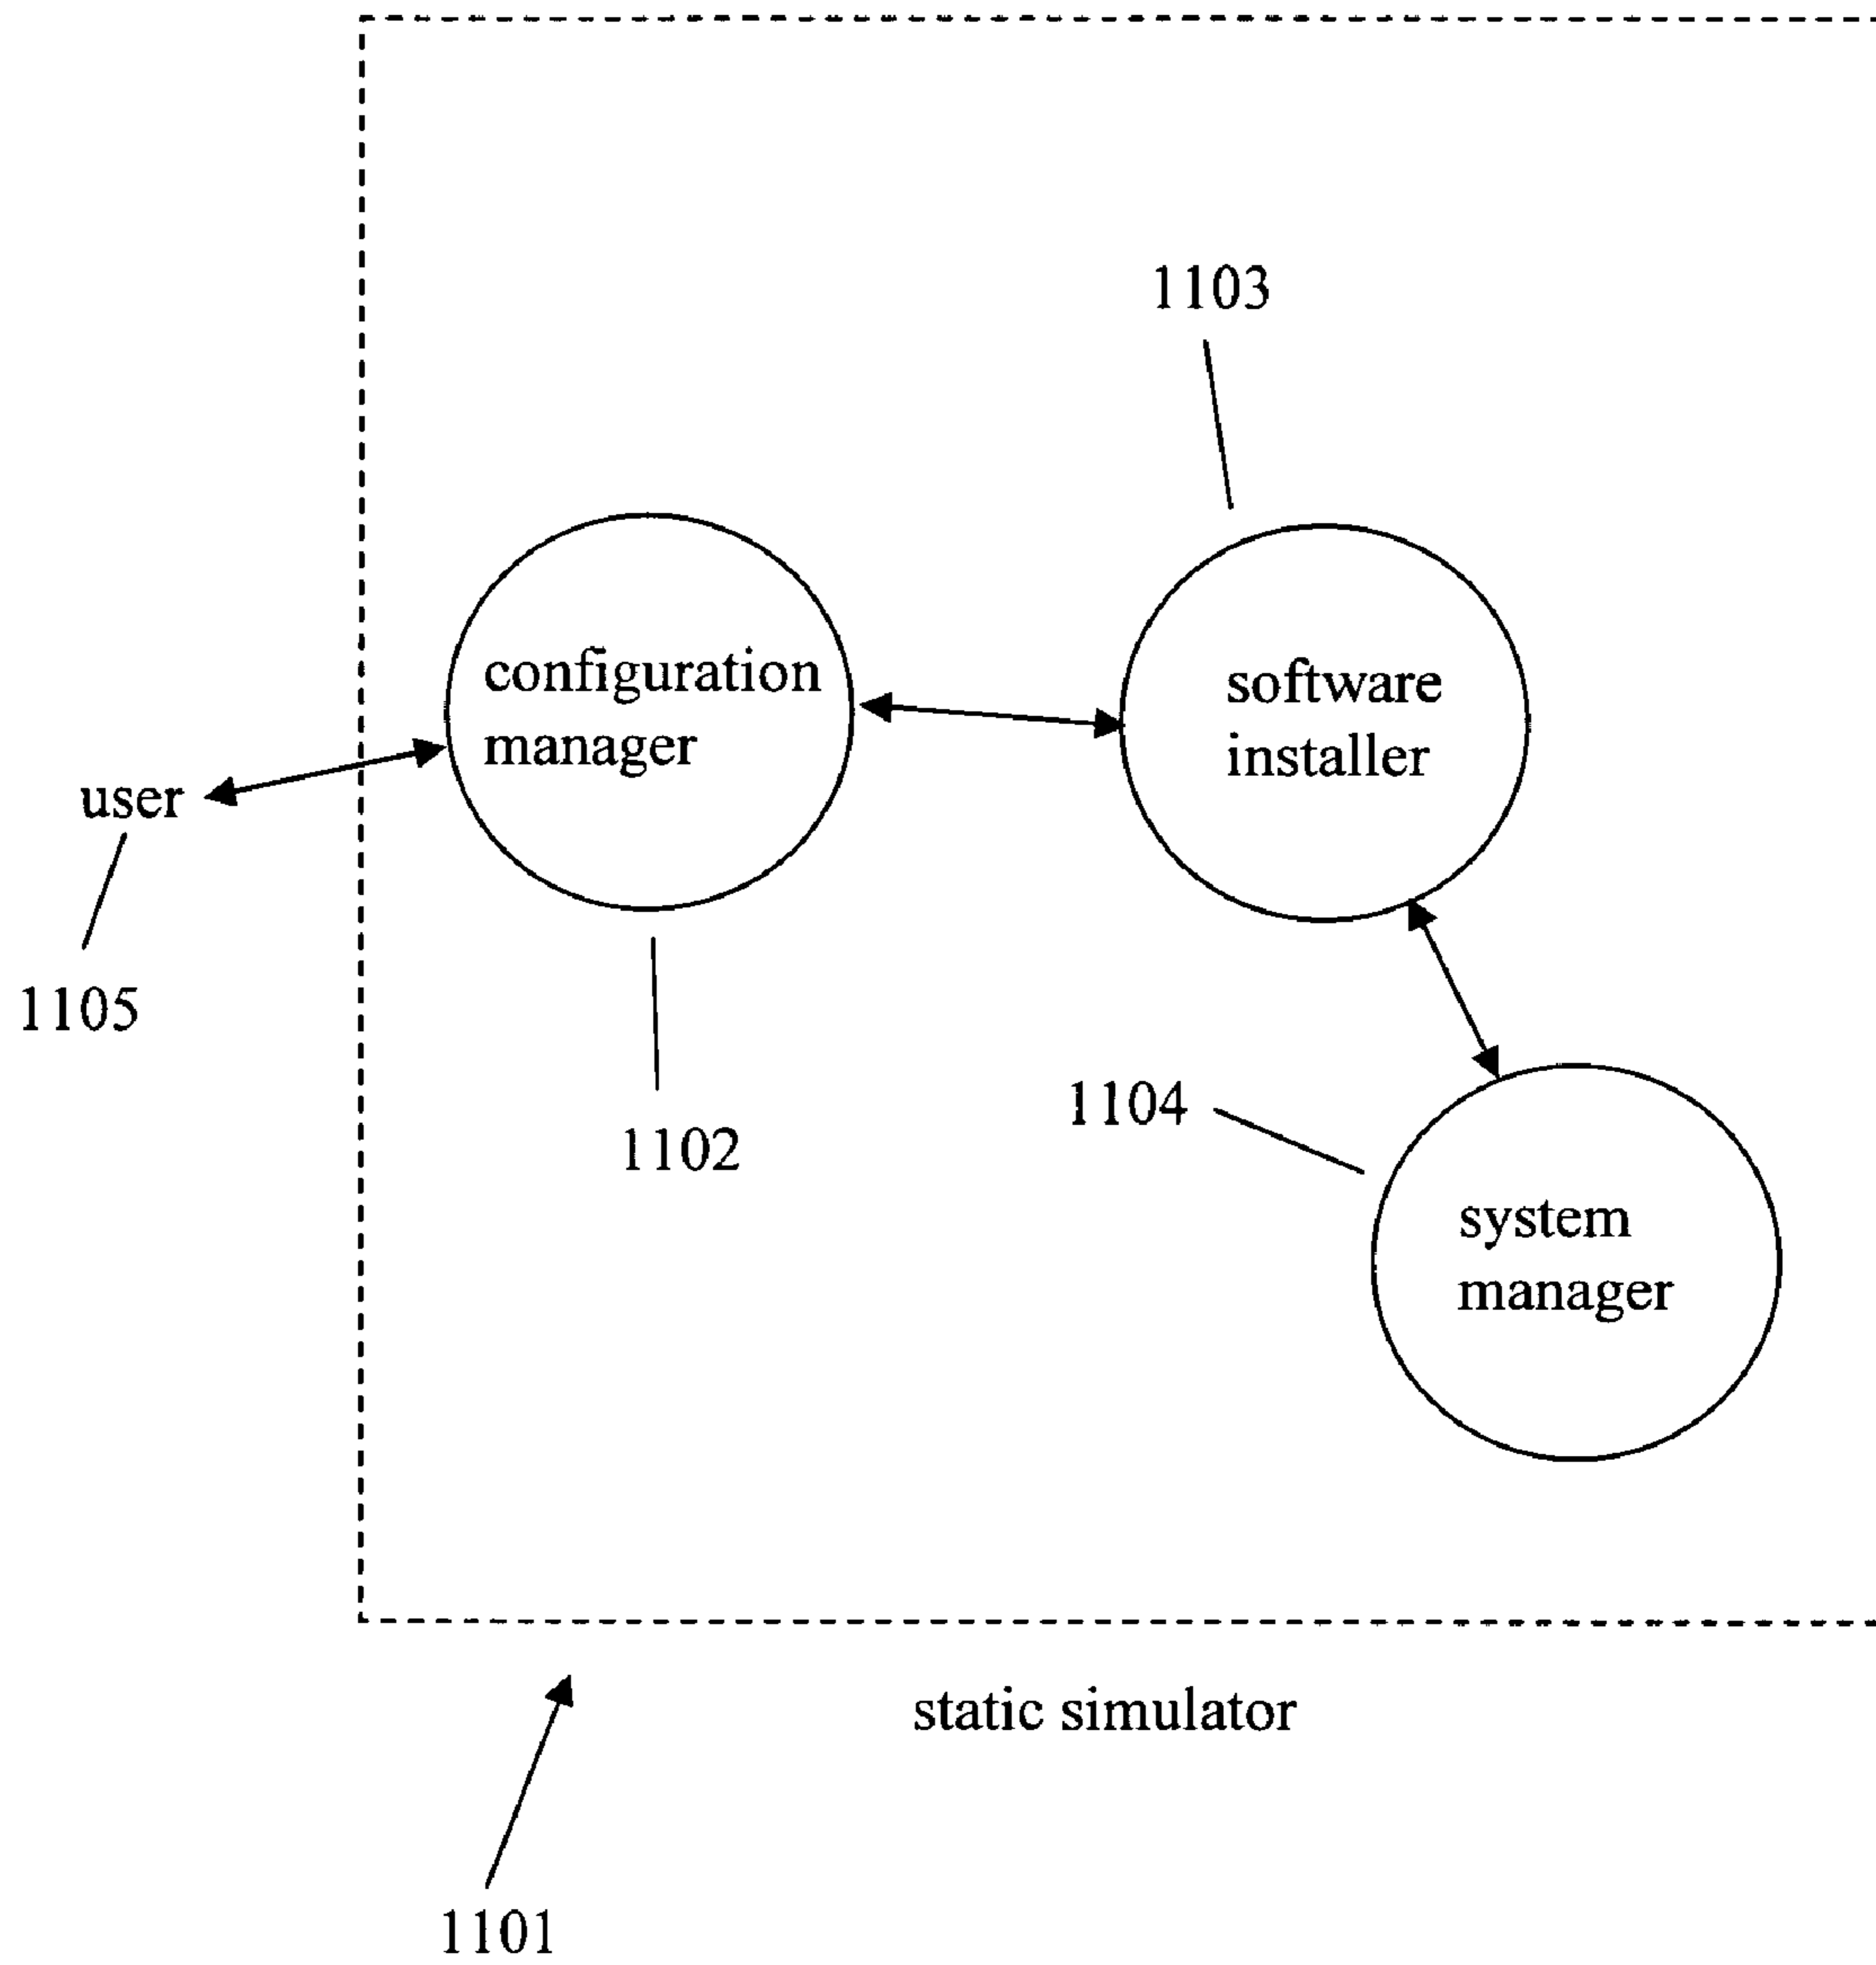 1103
configuration
manager
software
installer
user
1105
1102
1104
system
manager
static simulator
1101